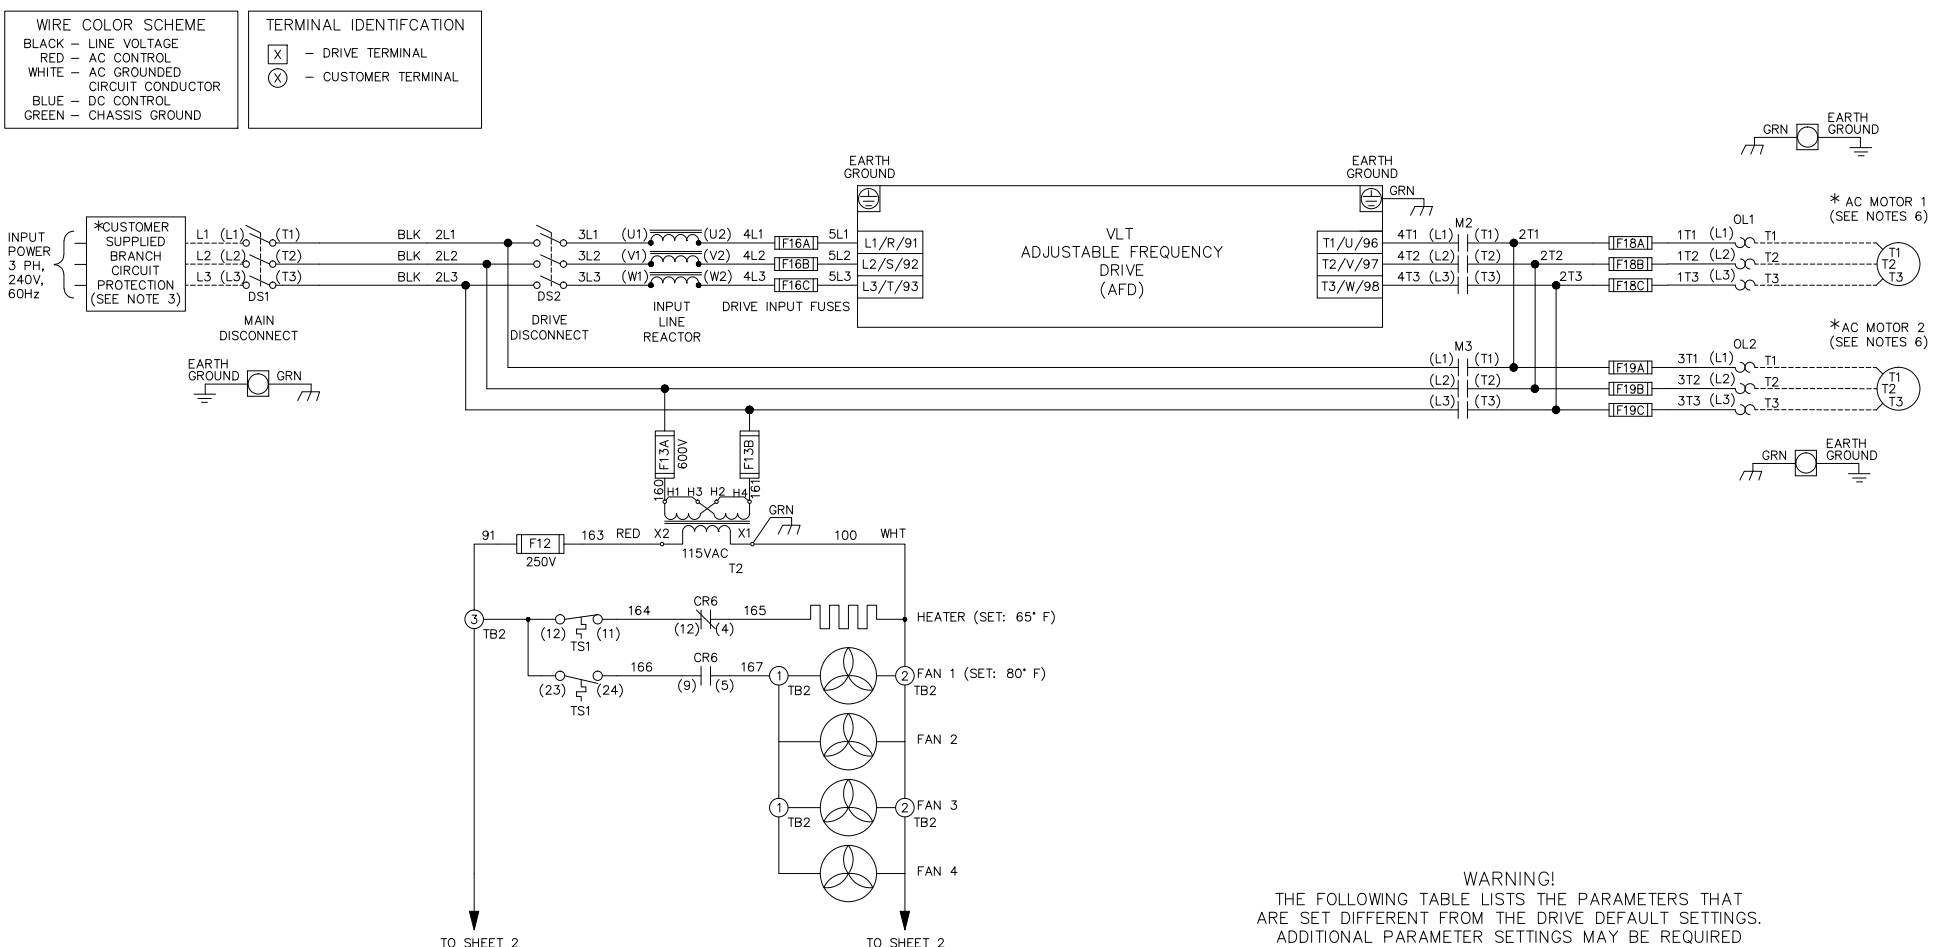 WIRE COLOR SCHEME
BLACK – LINE VOLTAGE
RED – AC CONTROL
WHITE – AC GROUNDED
CIRCUIT CONDUCTOR
BLUE – DC CONTROL
GREEN – CHASSIS GROUND
TERMINAL IDENTIFCATION
X – DRIVE TERMINAL
X – CUSTOMER TERMINAL
GRN EARTH GROUND
EARTH GROUND
EARTH GROUND
GRN
INPUT
POWER
3 PH,
240V,
60Hz
*CUSTOMER
SUPPLIED
BRANCH
CIRCUIT
PROTECTION
(SEE NOTE 3)
L1 (L1) (T1) BLK 2L1 3L1 (U1) (U2) 4L1 F16A 5L1 L1/R/91
L2 (L2) (T2) BLK 2L2 3L2 (V1) (V2) 4L2 F16B 5L2 L2/S/92
L3 (L3) (T3) BLK 2L3 3L3 (W1) (W2) 4L3 F16C 5L3 L3/T/93
DS1
MAIN
DISCONNECT
DS2
DRIVE
DISCONNECT
INPUT
LINE
REACTOR
DRIVE INPUT FUSES
VLT
ADJUSTABLE FREQUENCY
DRIVE
(AFD)
M2
OL1
* AC MOTOR 1
(SEE NOTES 6)
T1/U/96 4T1 (L1) (T1) 2T1 F18A 1T1 (L1) T1 T1
T2/V/97 4T2 (L2) (T2) 2T2 F18B 1T2 (L2) T2 T2
T3/W/98 4T3 (L3) (T3) 2T3 F18C 1T3 (L3) T3 T3
EARTH
GROUND GRN
M3
OL2
*AC MOTOR 2
(SEE NOTES 6)
(L1) (T1) F19A 3T1 (L1) T1 T1
(L2) (T2) F19B 3T2 (L2) T2 T2
(L3) (T3) F19C 3T3 (L3) T3 T3
GRN EARTH GROUND
F13A 600V F13B
160 H1 H3 H2 H4 161
GRN
91 F12 163 RED X2 X1 100 WHT
250V 115VAC
T2
3 TB2
164 CR6 165
(12) (11) (12) (4)
TS1
HEATER (SET: 65° F)
166 CR6 167
(23) (24) (9) (5)
TS1
1 TB2
2 TB2
FAN 1 (SET: 80° F)
FAN 2
1 TB2
2 TB2
FAN 3
FAN 4
TO SHEET 2
TO SHEET 2
WARNING!
THE FOLLOWING TABLE LISTS THE PARAMETERS THAT
ARE SET DIFFERENT FROM THE DRIVE DEFAULT SETTINGS.
ADDITIONAL PARAMETER SETTINGS MAY BE REQUIRED